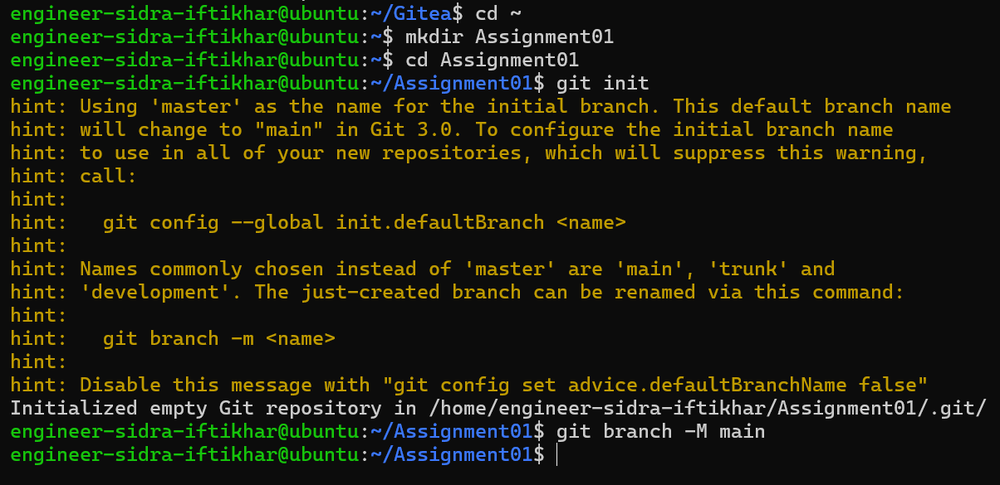 engineer-sidra-iftikhar@ubuntu:~/Gitea$ cd ~
engineer-sidra-iftikhar@ubuntu:~$ mkdir Assignment01
engineer-sidra-iftikhar@ubuntu:~$ cd Assignment01
engineer-sidra-iftikhar@ubuntu:~/Assignment01$ git init
hint: Using 'master' as the name for the initial branch. This default branch name
hint: will change to "main" in Git 3.0. To configure the initial branch name
hint: to use in all of your new repositories, which will suppress this warning,
hint: call:
hint:
hint:   git config --global init.defaultBranch <name>
hint:
hint: Names commonly chosen instead of 'master' are 'main', 'trunk' and
hint: 'development'. The just-created branch can be renamed via this command:
hint:
hint:   git branch -m <name>
hint:
hint: Disable this message with "git config set advice.defaultBranchName false"
Initialized empty Git repository in /home/engineer-sidra-iftikhar/Assignment01/.git/
engineer-sidra-iftikhar@ubuntu:~/Assignment01$ git branch -M main
engineer-sidra-iftikhar@ubuntu:~/Assignment01$